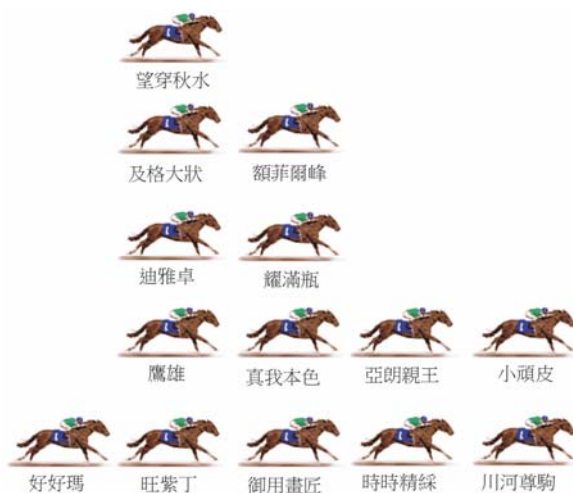 望穿秋水
及格大狀 額菲爾峰
迪雅卓 耀滿瓶
鷹雄 真我本色 亞朗親王 小頑皮
好好瑪 旺紫丁 御用畫匠 時時精綵 川河尊駒